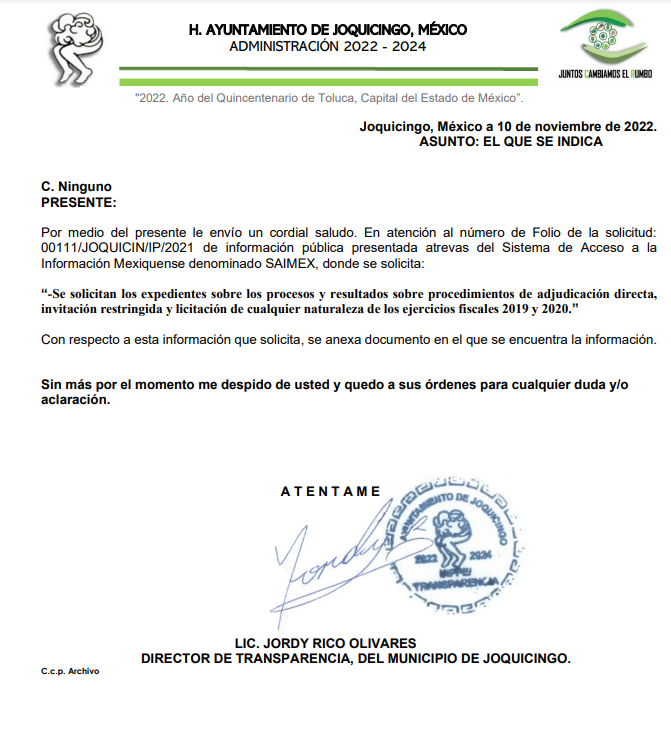 H. AYUNTAMIENTO DE JOQUICINGO, MÉXICO
ADMINISTRACIÓN 2022 - 2024
JUNTOS CAMBIAMOS EL RUMBO
"2022. Año del Quincentenario de Toluca, Capital del Estado de México”.
Joquicingo, México a 10 de noviembre de 2022.
ASUNTO: EL QUE SE INDICA
C. Ninguno
PRESENTE:
Por medio del presente le envío un cordial saludo. En atención al número de Folio de la solicitud:
00111/JOQUICIN/IP/2021 de información pública presentada atrevas del Sistema de Acceso a la
Información Mexiquense denominado SAIMEX, donde se solicita:
“-Se solicitan los expedientes sobre los procesos y resultados sobre procedimientos de adjudicación directa,
invitación restringida y licitación de cualquier naturaleza de los ejercicios fiscales 2019 y 2020.”
Con respecto a esta información que solicita, se anexa documento en el que se encuentra la información.
Sin más por el momento me despido de usted y quedo a sus órdenes para cualquier duda y/o
aclaración.
A T E N T A M E
AYUNTAMIENTO DE JOQUICINGO
2022 2024
TRANSPARENCIA
LIC. JORDY RICO OLIVARES
DIRECTOR DE TRANSPARENCIA, DEL MUNICIPIO DE JOQUICINGO.
C.c.p. Archivo